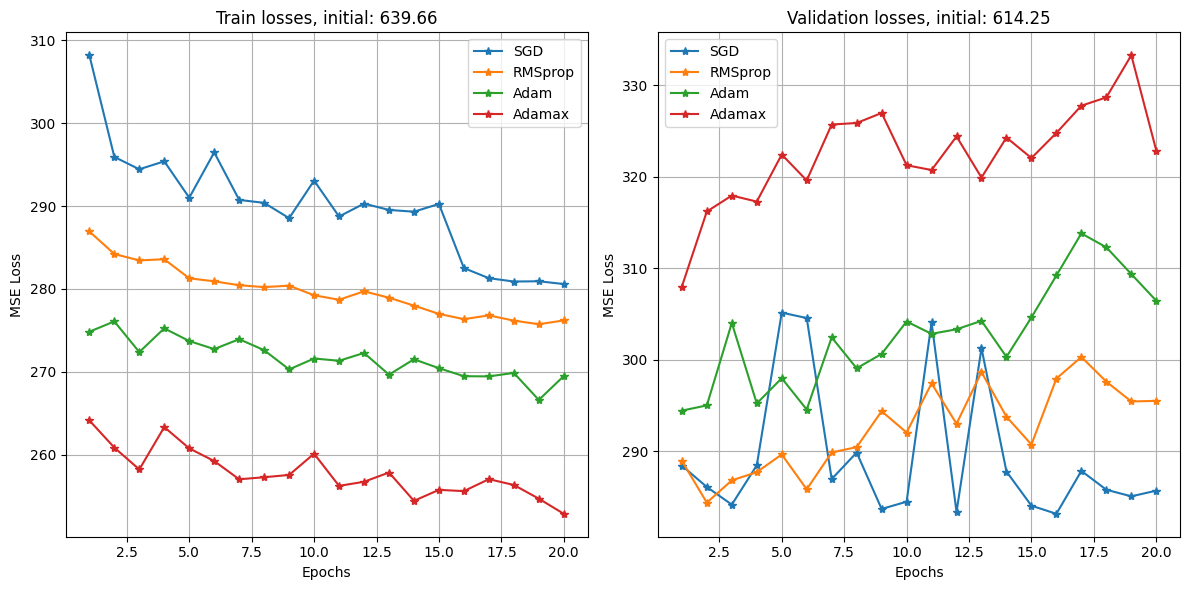 Train losses, initial: 639.66
MSE Loss
310
300
290
280
270
260
2.5 5.0 7.5 10.0 12.5 15.0 17.5 20.0
Epochs
SGD
RMSprop
Adam
Adamax
Validation losses, initial: 614.25
MSE Loss
330
320
310
300
290
2.5 5.0 7.5 10.0 12.5 15.0 17.5 20.0
Epochs
SGD
RMSprop
Adam
Adamax